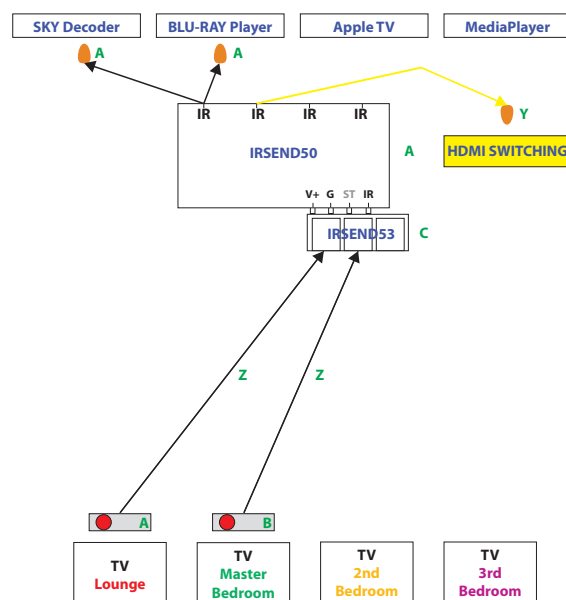 SKY Decoder
BLU-RAY Player
Apple TV
MediaPlayer
A
A
Y
IR IR IR IR
IRSEND50
A
HDMI SWITCHING
V+ G ST IR
IRSEND53
C
Z
Z
A
B
TV
Lounge
TV
Master
Bedroom
TV
2nd
Bedroom
TV
3rd
Bedroom